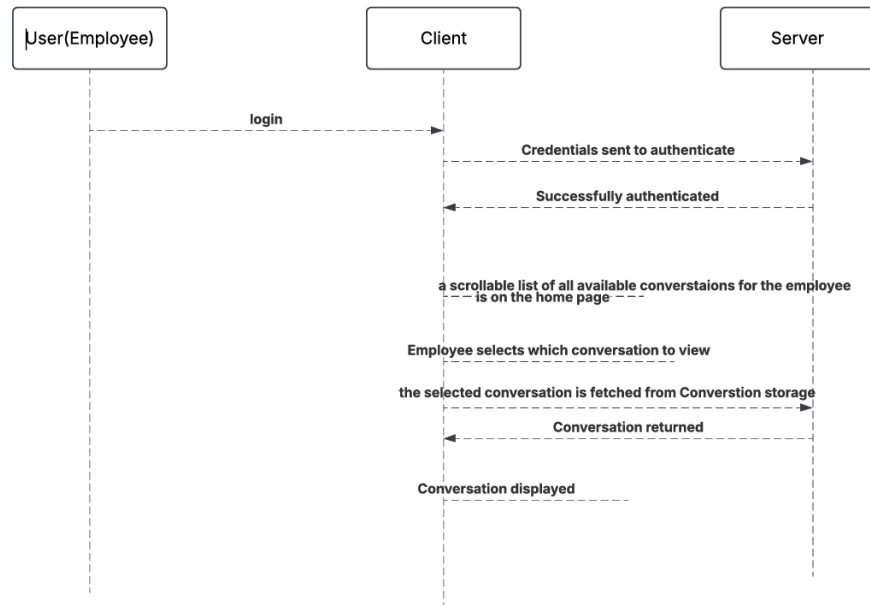 User(Employee)
Client
Server
login
Credentials sent to authenticate
Successfully authenticated
a scrollable list of all available converstaions for the employee
is on the home page
Employee selects which conversation to view
the selected conversation is fetched from Converstion storage
Conversation returned
Conversation displayed